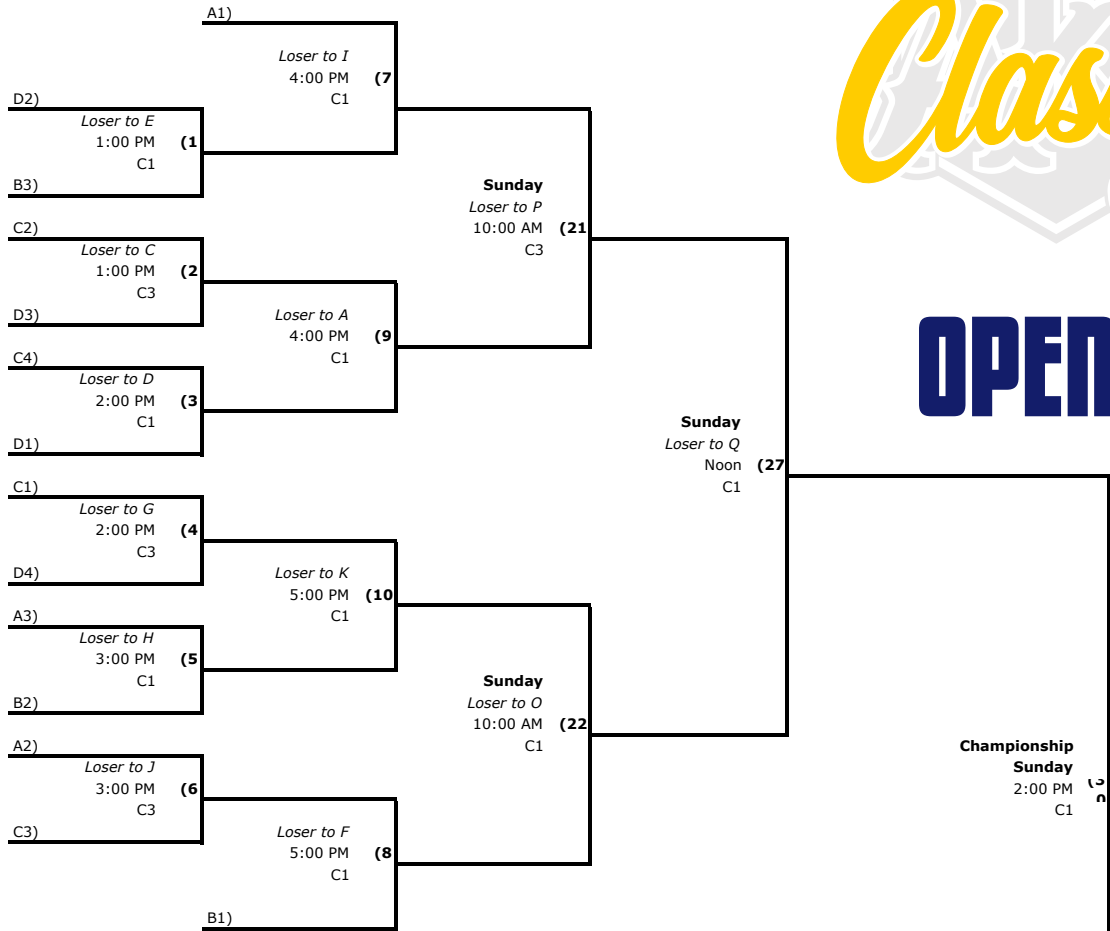 A1)
Loser to I
4:00 PM (7
C1
D2)
Loser to E
1:00 PM (1
C1
B3)
C2)
Loser to C
1:00 PM (2
C3
D3)
Loser to A
4:00 PM (9
C1
C4)
Loser to D
2:00 PM (3
C1
D1)
Sunday
Loser to P
10:00 AM (21
C3
C1)
Loser to G
2:00 PM (4
C3
D4)
Loser to K
5:00 PM (10
C1
A3)
Loser to H
3:00 PM (5
C1
B2)
A2)
Loser to J
3:00 PM (6
C3
C3)
Loser to F
5:00 PM (8
C1
B1)
Sunday
Loser to O
10:00 AM (22
C1
Sunday
Loser to Q
Noon (27
C1
Clas
OPEN
Championship
Sunday
2:00 PM
C1